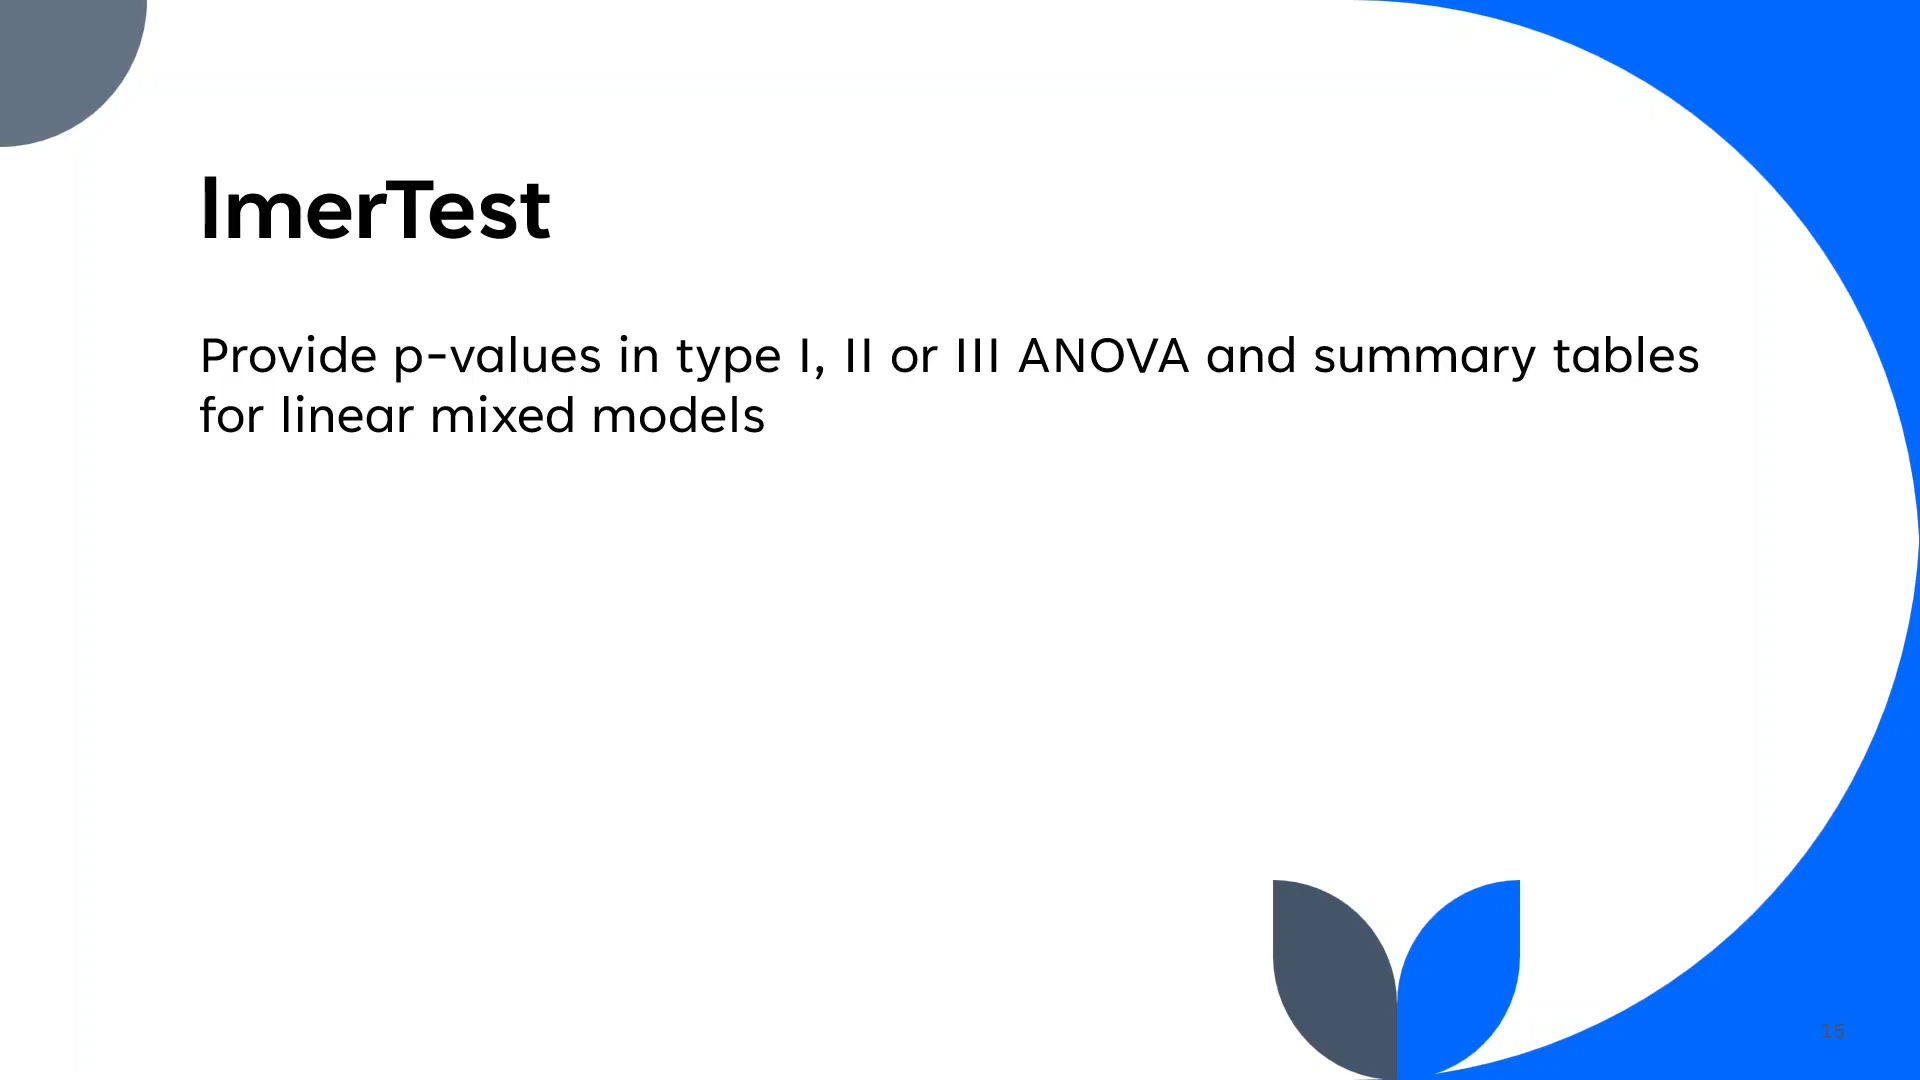 lmerTest
Provide p-values in type I, II or III ANOVA and summary tables
for linear mixed models
15